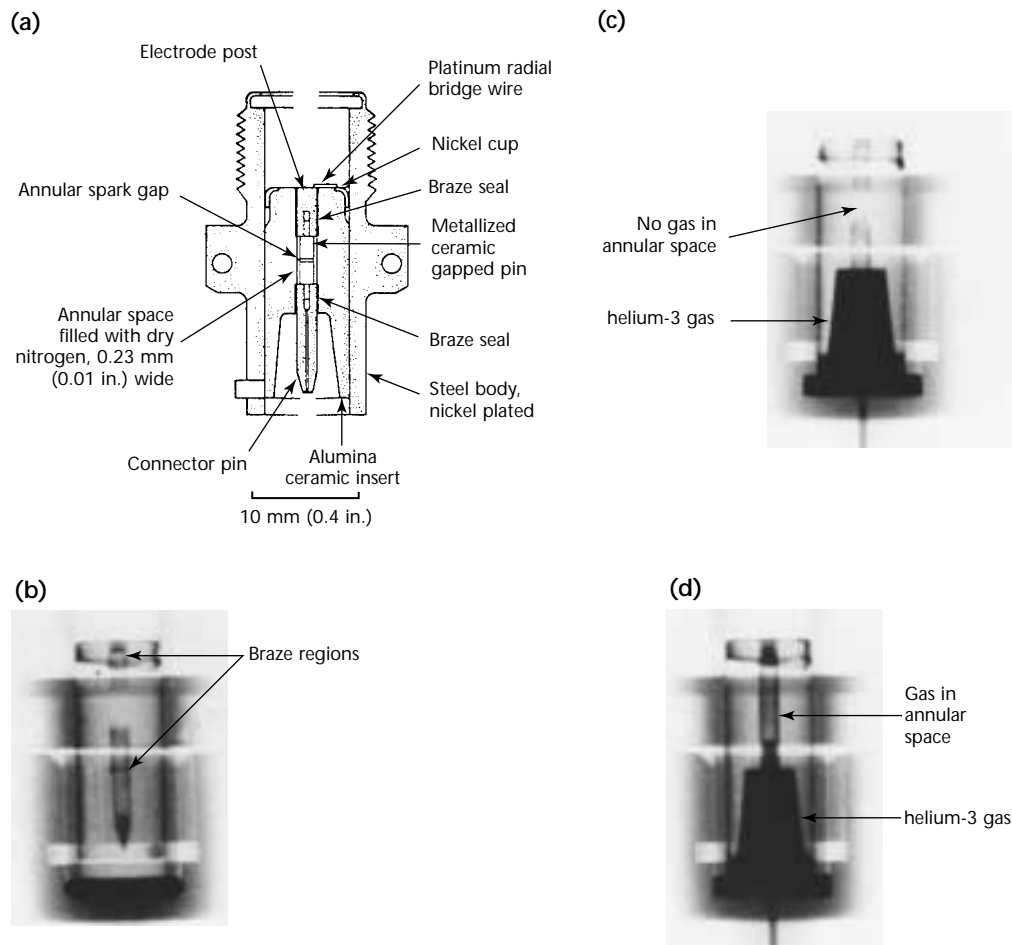 (a)
Electrode post
Platinum radial
bridge wire
Nickel cup
Annular spark gap
Braze seal
Metallized
ceramic
gapped pin
Annular space
filled with dry
nitrogen, 0.23 mm
(0.01 in.) wide
Braze seal
Steel body,
nickel plated
Connector pin
Alumina
ceramic insert
10 mm (0.4 in.)
(c)
No gas in
annular space
helium-3 gas
(b)
Braze regions
(d)
Gas in
annular
space
helium-3 gas